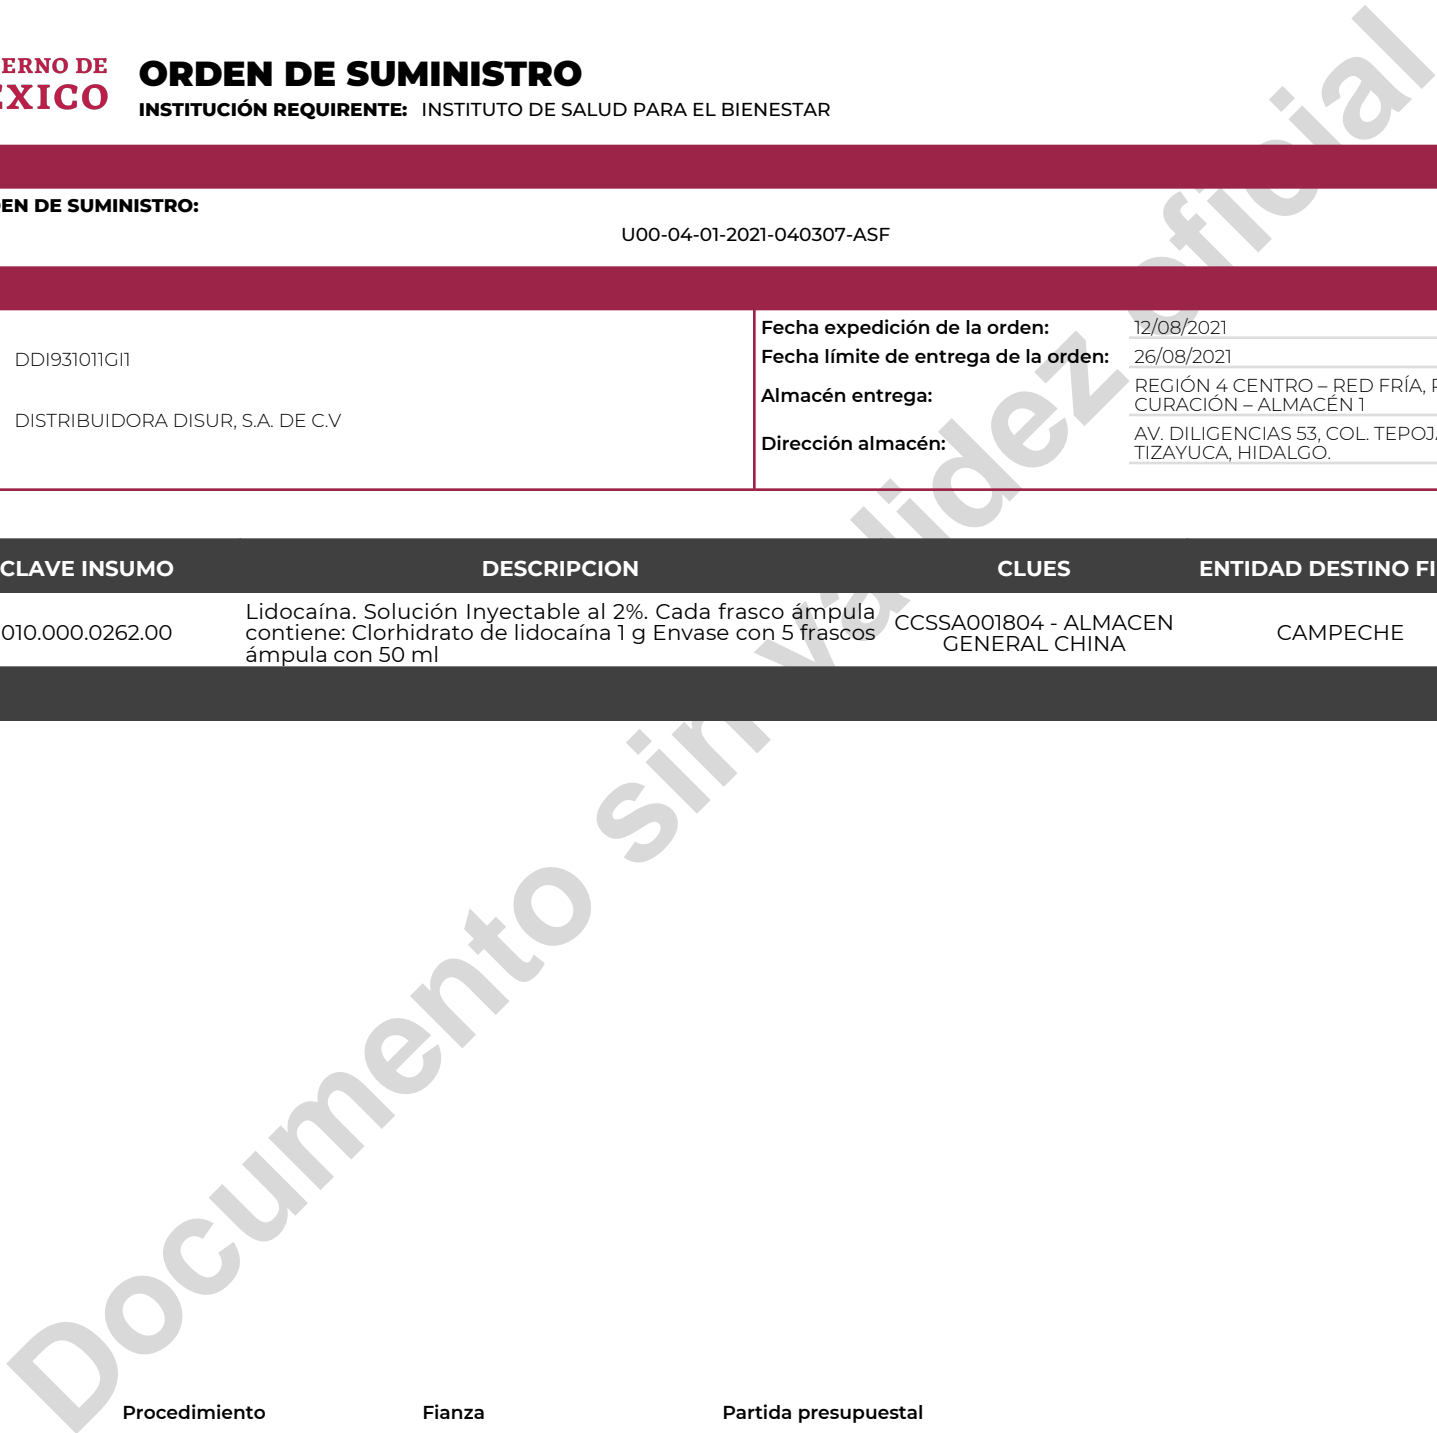 ERNO DE
EXICO
ORDEN DE SUMINISTRO
INSTITUCIÓN REQUIRENTE: INSTITUTO DE SALUD PARA EL BIENESTAR
EN DE SUMINISTRO:
U00-04-01-2021-040307-ASF
DDI931011GI1
DISTRIBUIDORA DISUR, S.A. DE C.V
Fecha expedición de la orden: 12/08/2021
Fecha límite de entrega de la orden: 26/08/2021
Almacén entrega: REGIÓN 4 CENTRO – RED FRÍA,
CURACIÓN – ALMACÉN 1
Dirección almacén: AV. DILIGENCIAS 53, COL. TEPOJ
TIZAYUCA, HIDALGO.
CLAVE INSUMO DESCRIPCION CLUES ENTIDAD DESTINO FI
010.000.0262.00
Lidocaína. Solución Inyectable al 2%. Cada frasco ámpula
contiene: Clorhidrato de lidocaína 1 g Envase con 5 frascos
ámpula con 50 ml
CCSSA001804 - ALMACEN
GENERAL CHINA
CAMPECHE
Documento sin validez oficial
Procedimiento Fianza Partida presupuestal